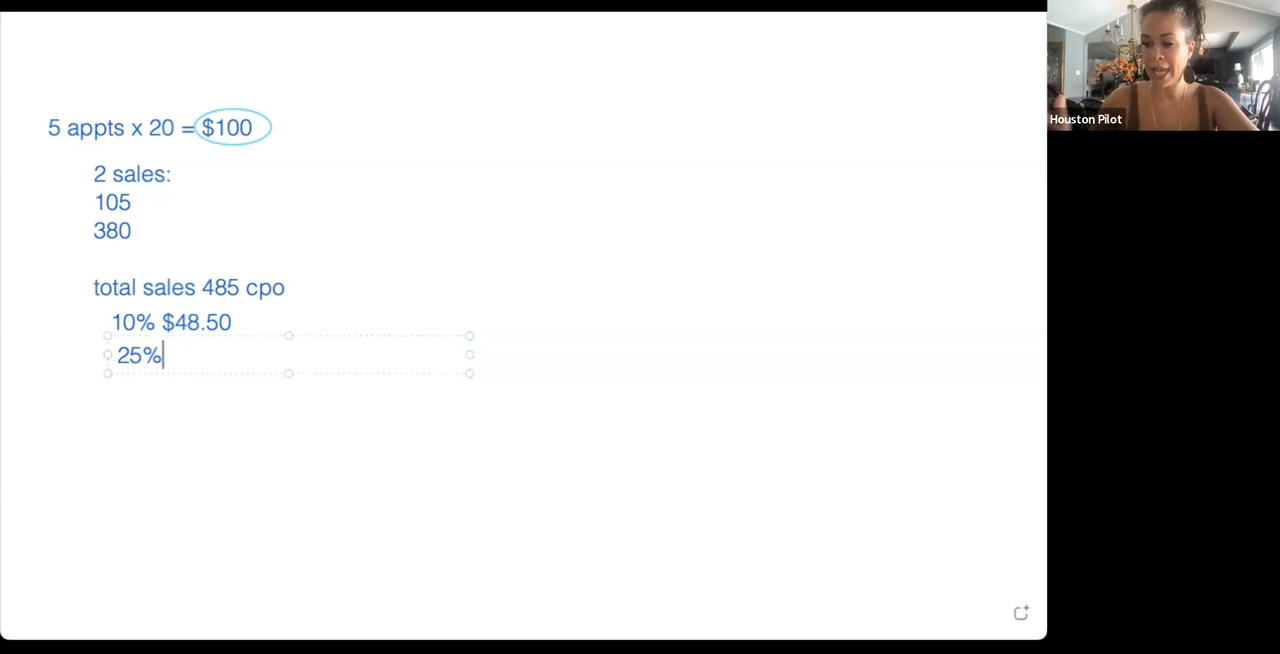 5 appts x 20 = $100
2 sales:
105
380
total sales 485 cpo
10% $48.50
25%
Houston Pilot